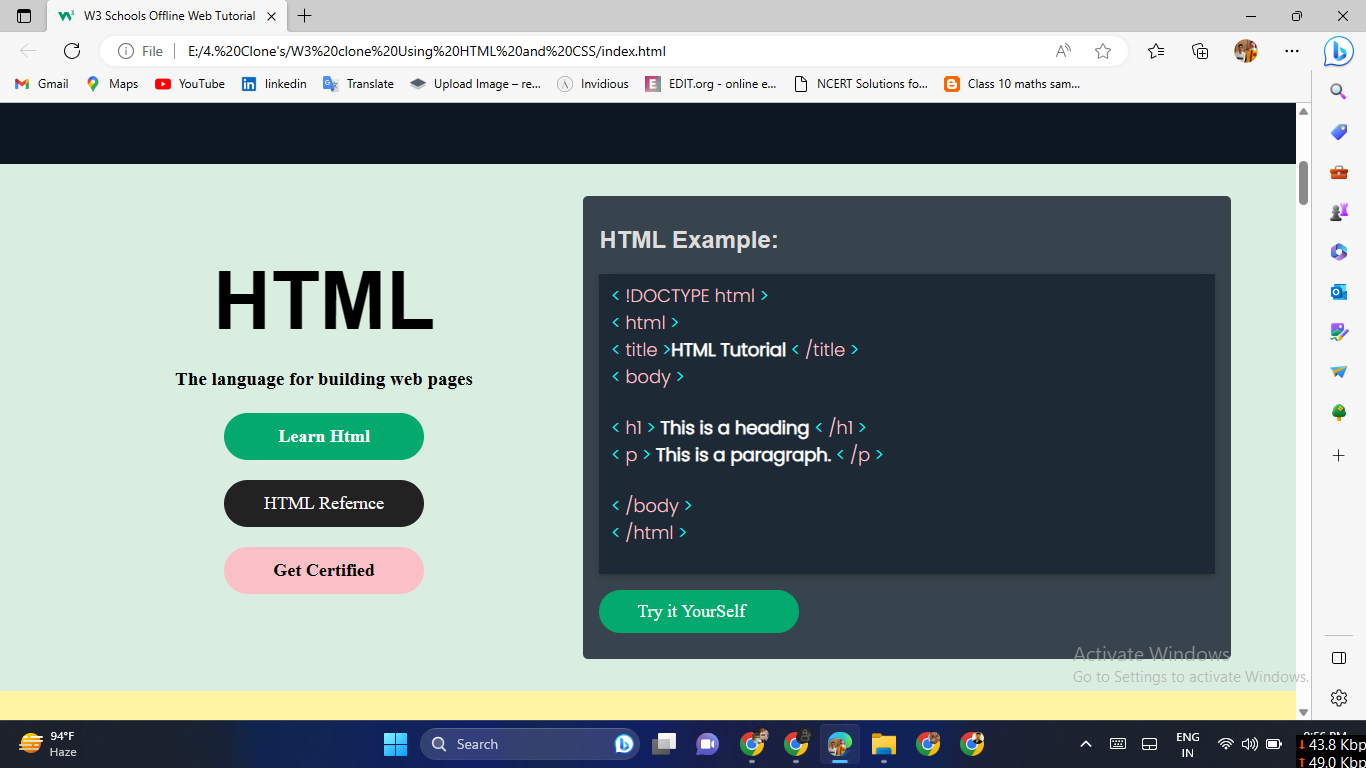 W3 Schools Offline Web Tutorial
File
E:/4.%20Clone's/W3%20clone%20Using%20HTML%20and%20CSS/index.html
Gmail
Maps
YouTube
linkedin
Translate
Upload Image – re...
Invidious
EDIT.org - online e...
NCERT Solutions fo...
Class 10 maths sam...
HTML
The language for building web pages
Learn Html
HTML Refernce
Get Certified
HTML Example:
< !DOCTYPE html >
< html >
< title >HTML Tutorial < /title >
< body >
< h1 > This is a heading < /h1 >
< p > This is a paragraph. < /p >
< /body >
< /html >
Try it YourSelf
Activate Windows
Go to Settings to activate Windows.
94°F
Haze
Search
ENG
IN
↓ 43.8 Kbp
↑ 49.0 Kbp